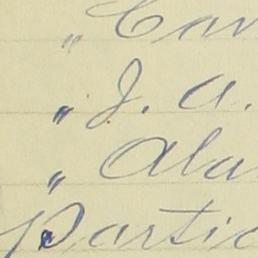 " Car
" J. A.
" Ala
Partic